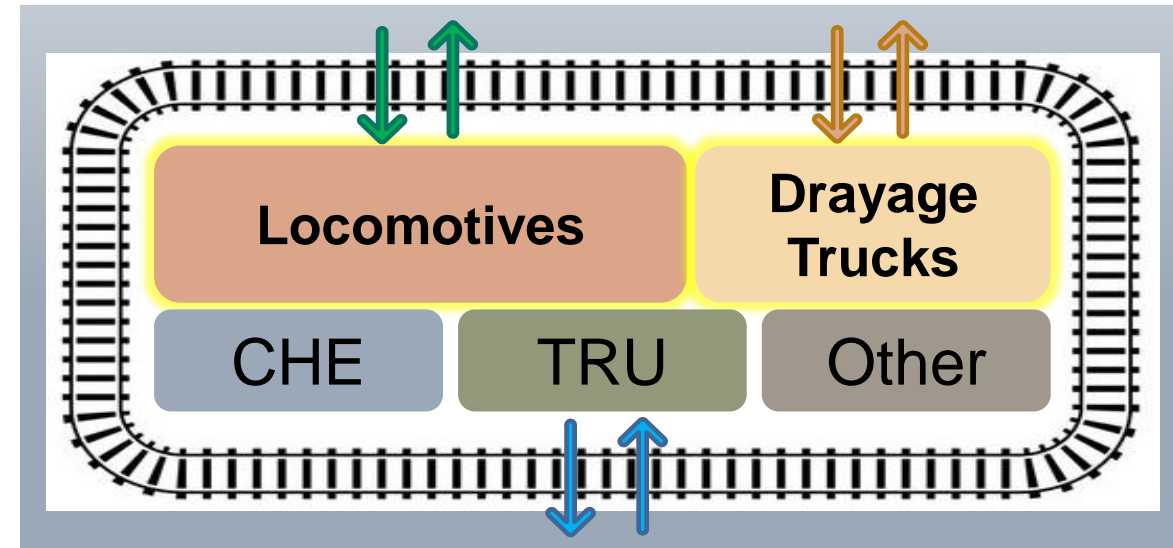 Locomotives
Drayage
Trucks
CHE
TRU
Other